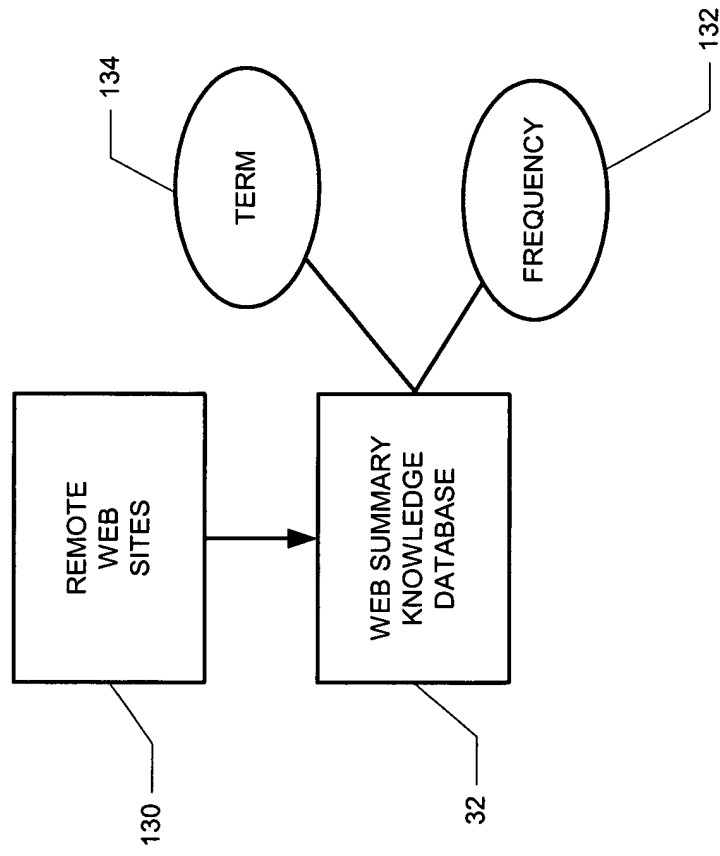 REMOTE
WEB
SITES
130
WEB SUMMARY
KNOWLEDGE
DATABASE
32
TERM
134
FREQUENCY
132